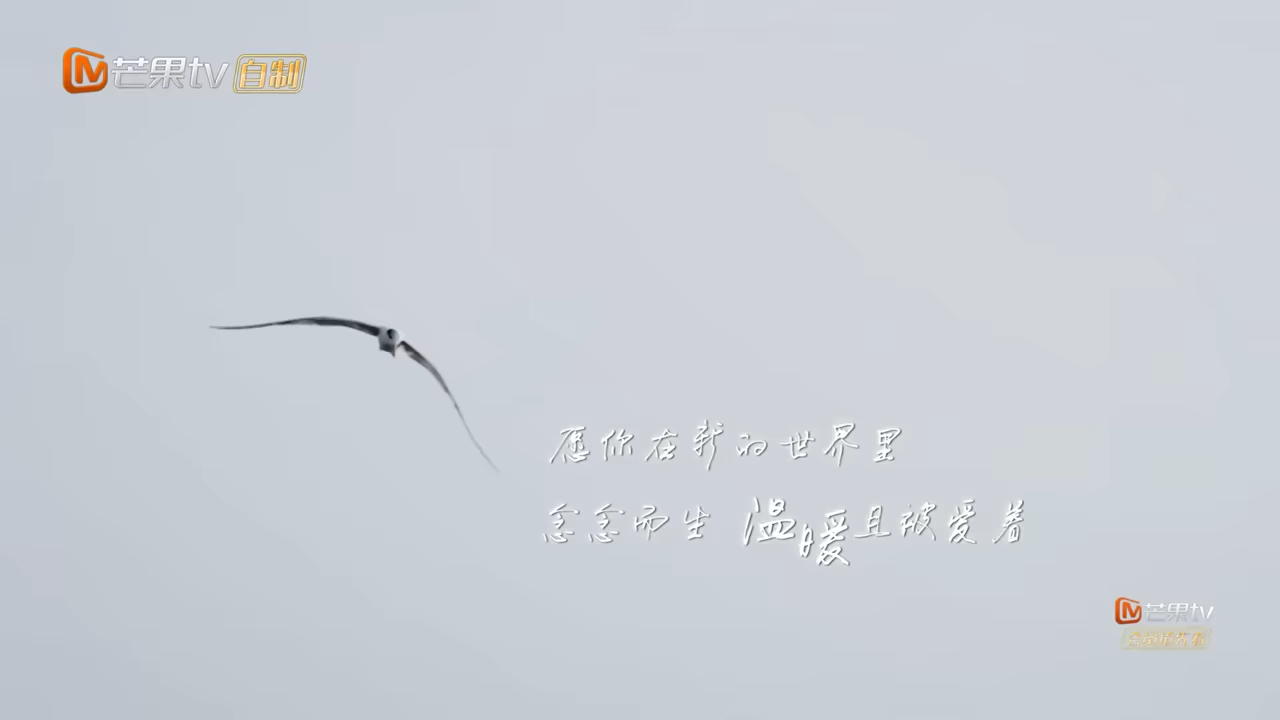 芒果tv 自制
愿你在新的世界里
念念而生 温暖且被爱着
芒果tv